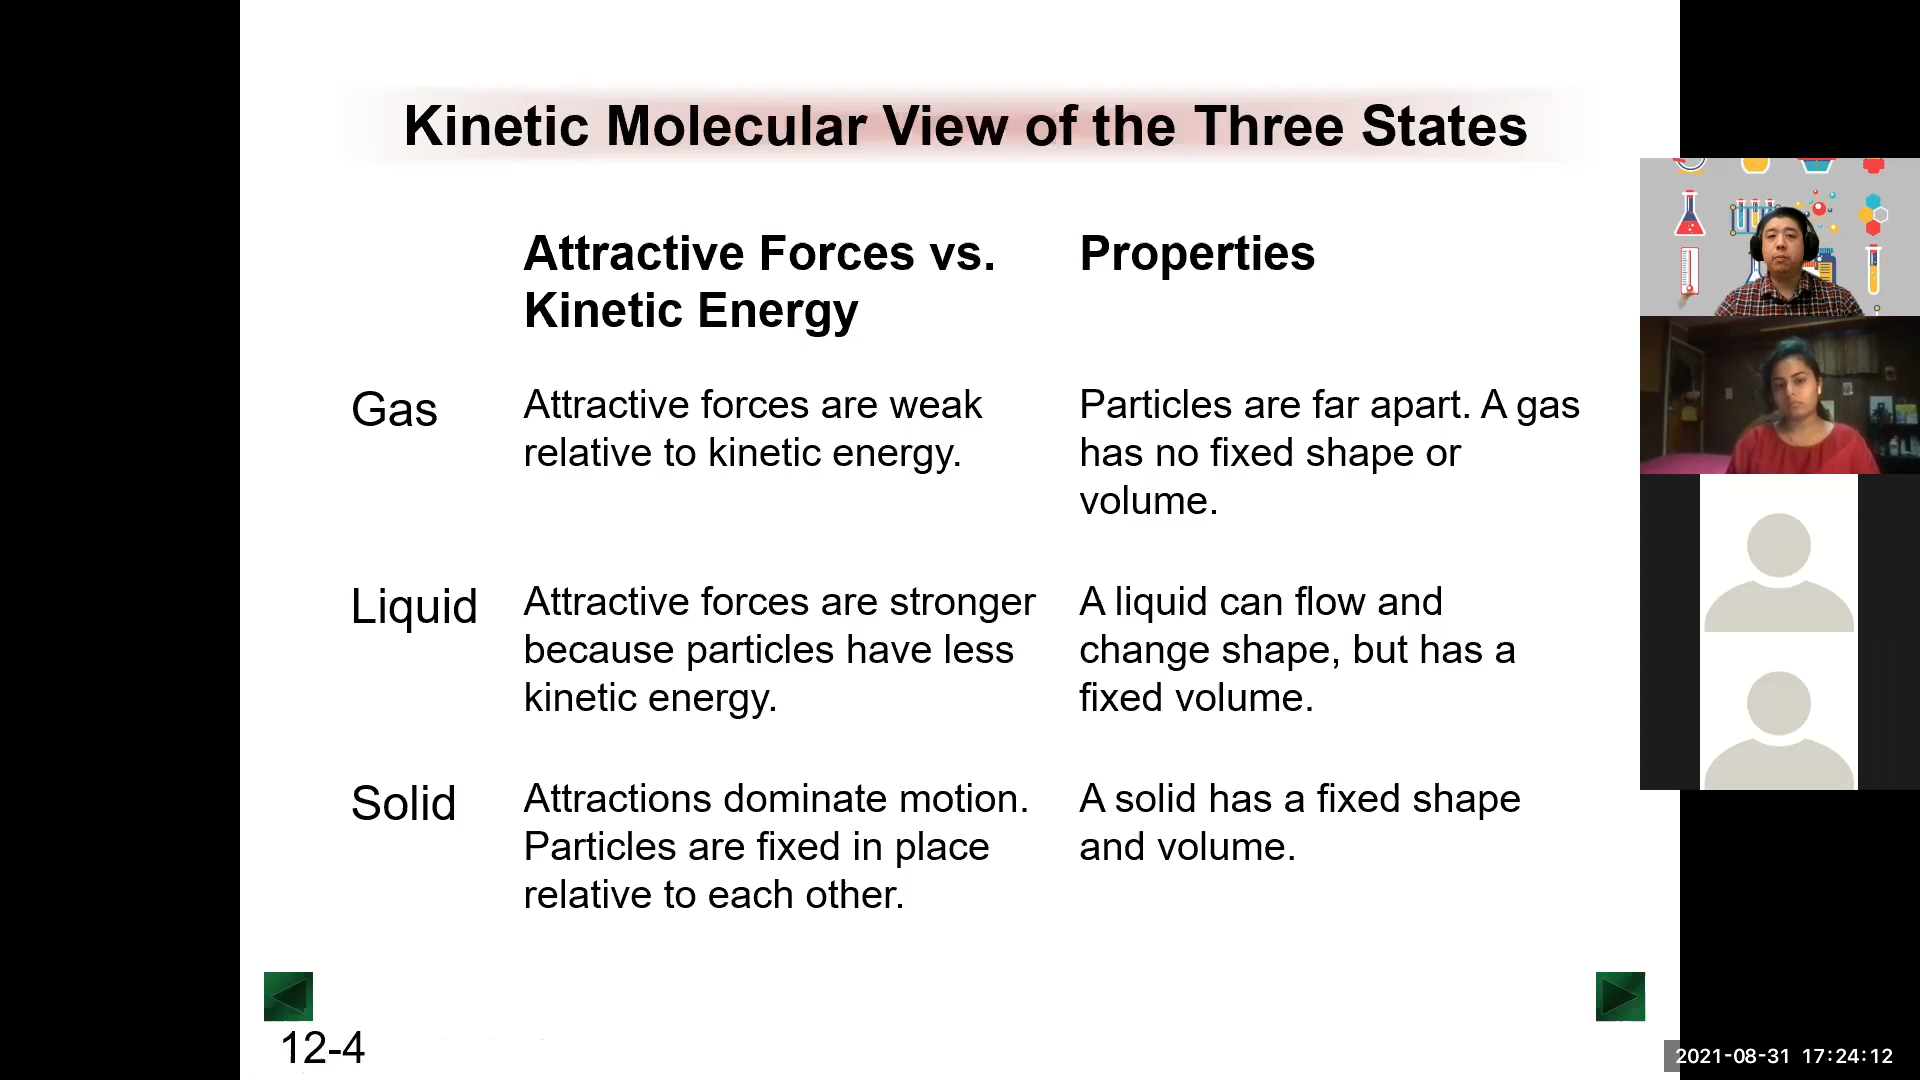 Kinetic Molecular View of the Three States
Attractive Forces vs.
Kinetic Energy
Properties
Gas
Attractive forces are weak
relative to kinetic energy.
Particles are far apart. A gas
has no fixed shape or
volume.
Liquid
Attractive forces are stronger
because particles have less
kinetic energy.
A liquid can flow and
change shape, but has a
fixed volume.
Solid
Attractions dominate motion.
Particles are fixed in place
relative to each other.
A solid has a fixed shape
and volume.
12-4
2021-08-31 17:24:12